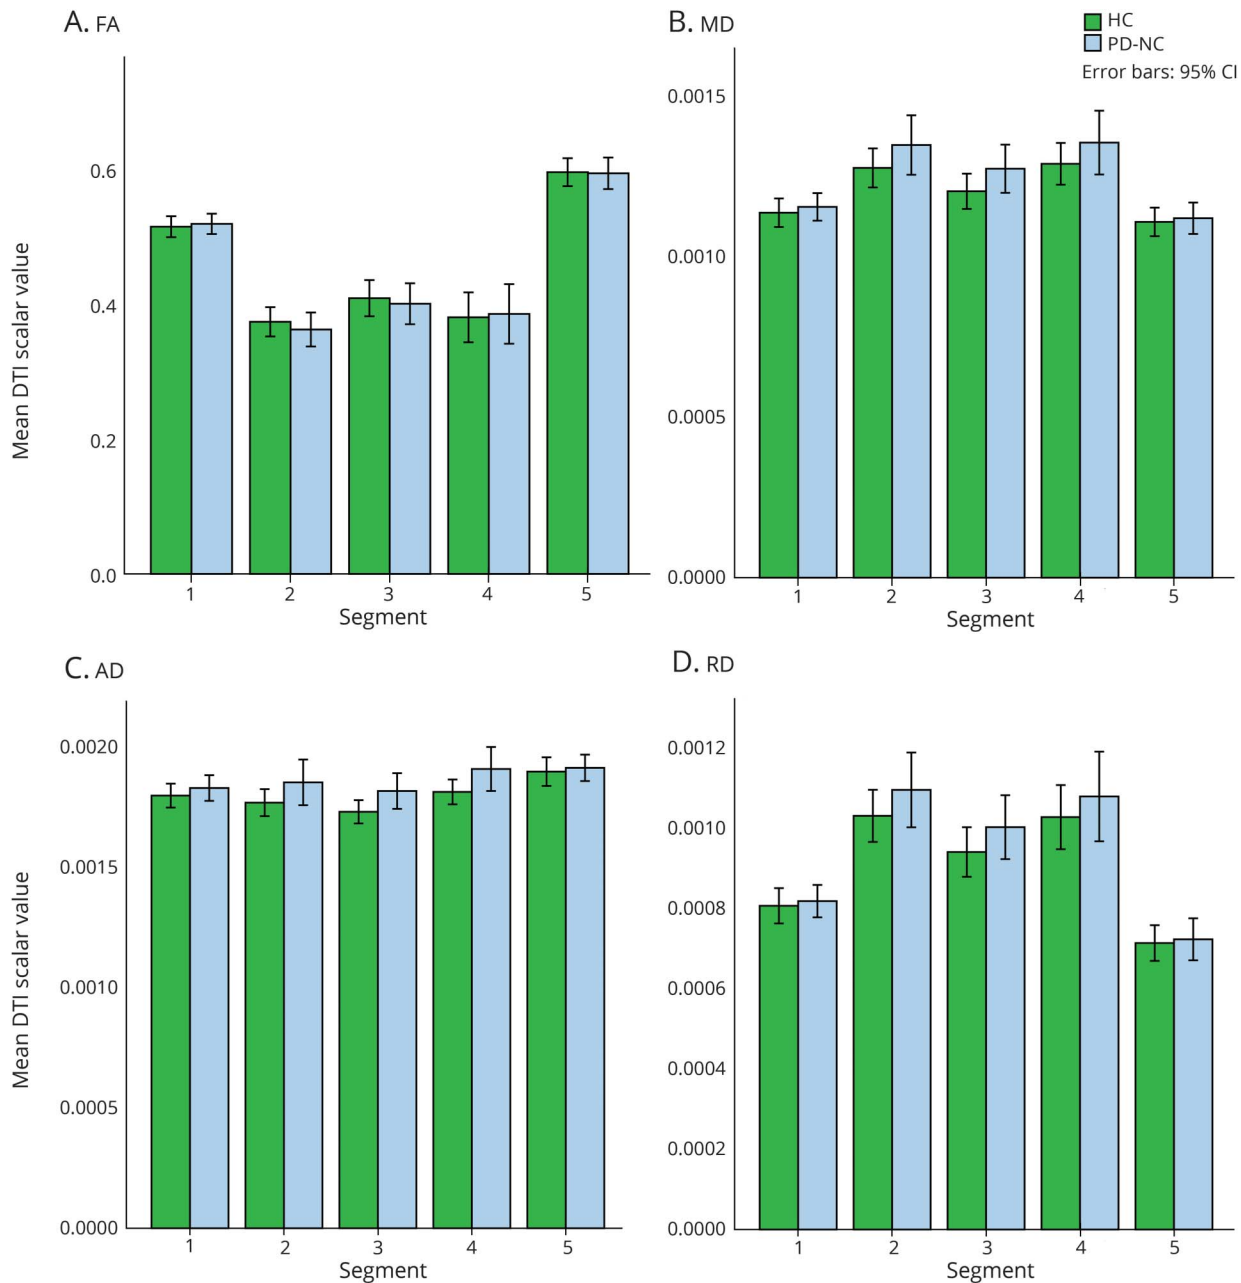 A. FA
Mean DTI scalar value
0.6
0.4
0.2
0.0
1 2 3 4 5
Segment
B. MD
HC
PD-NC
Error bars: 95% CI
0.0015
0.0010
0.0005
0.0000
1 2 3 4 5
Segment
C. AD
Mean DTI scalar value
0.0020
0.0015
0.0010
0.0005
0.0000
1 2 3 4 5
Segment
D. RD
0.0012
0.0010
0.0008
0.0006
0.0004
0.0002
0.0000
1 2 3 4 5
Segment